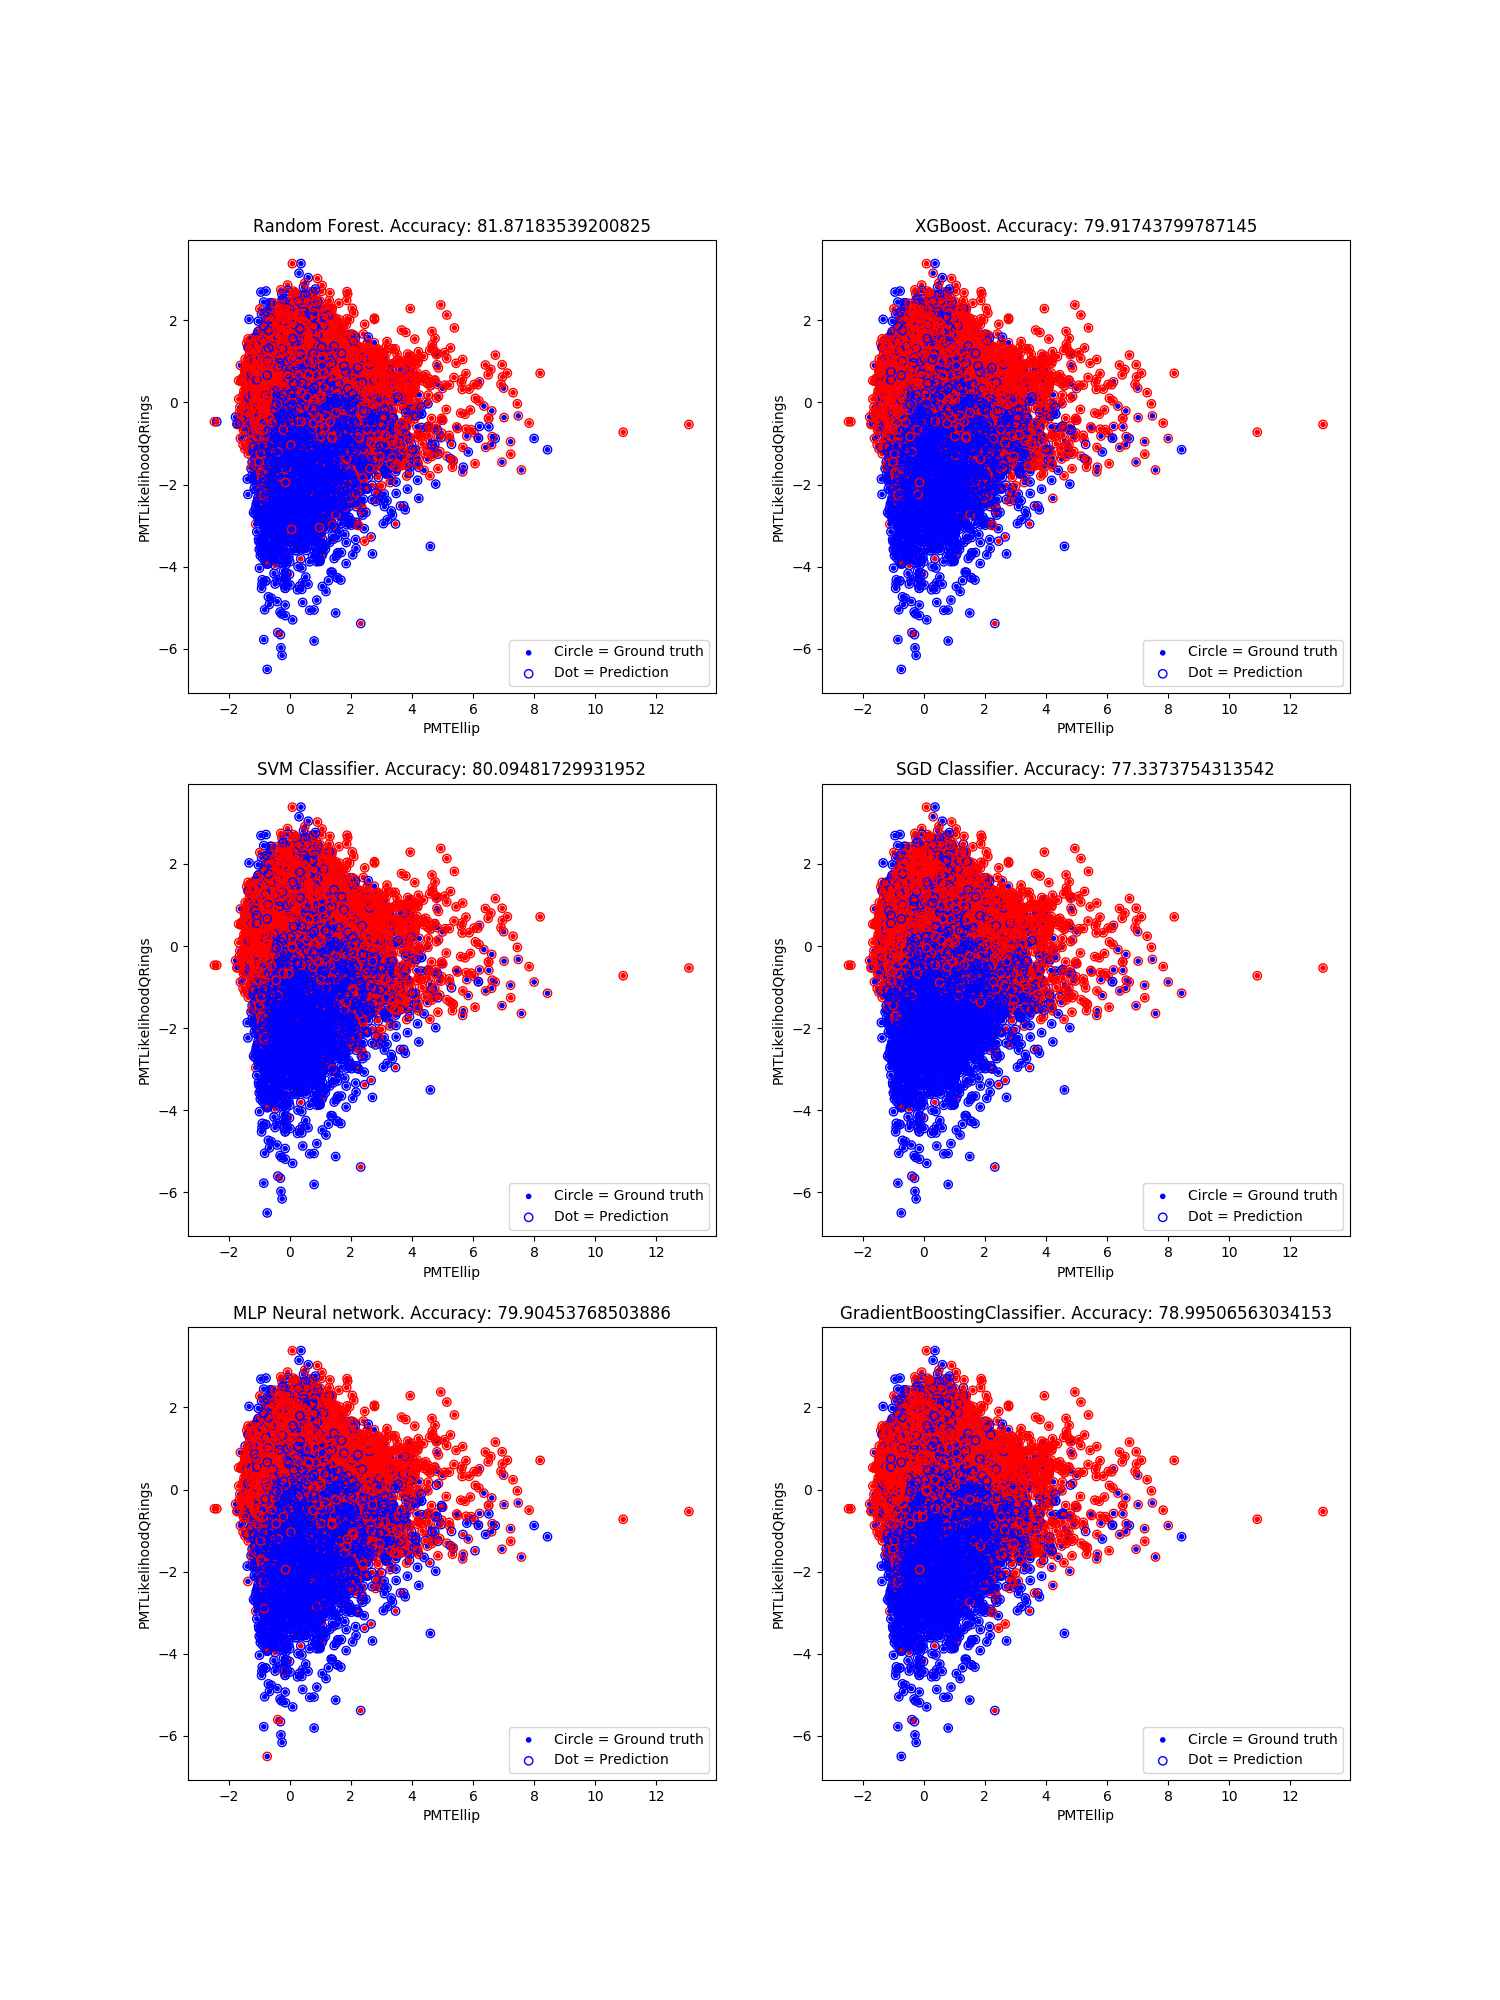 Random Forest. Accuracy: 81.87183539200825
PMTLikelihoodQRings
2
0
−2
−4
−6
Circle = Ground truth
Dot = Prediction
−2 0 2 4 6 8 10 12
PMTEllip
XGBoost. Accuracy: 79.91743799787145
PMTLikelihoodQRings
2
0
−2
−4
−6
Circle = Ground truth
Dot = Prediction
−2 0 2 4 6 8 10 12
PMTEllip
SVM Classifier. Accuracy: 80.09481729931952
PMTLikelihoodQRings
2
0
−2
−4
−6
Circle = Ground truth
Dot = Prediction
−2 0 2 4 6 8 10 12
PMTEllip
SGD Classifier. Accuracy: 77.3373754313542
PMTLikelihoodQRings
2
0
−2
−4
−6
Circle = Ground truth
Dot = Prediction
−2 0 2 4 6 8 10 12
PMTEllip
MLP Neural network. Accuracy: 79.90453768503886
PMTLikelihoodQRings
2
0
−2
−4
−6
Circle = Ground truth
Dot = Prediction
−2 0 2 4 6 8 10 12
PMTEllip
GradientBoostingClassifier. Accuracy: 78.99506563034153
PMTLikelihoodQRings
2
0
−2
−4
−6
Circle = Ground truth
Dot = Prediction
−2 0 2 4 6 8 10 12
PMTEllip